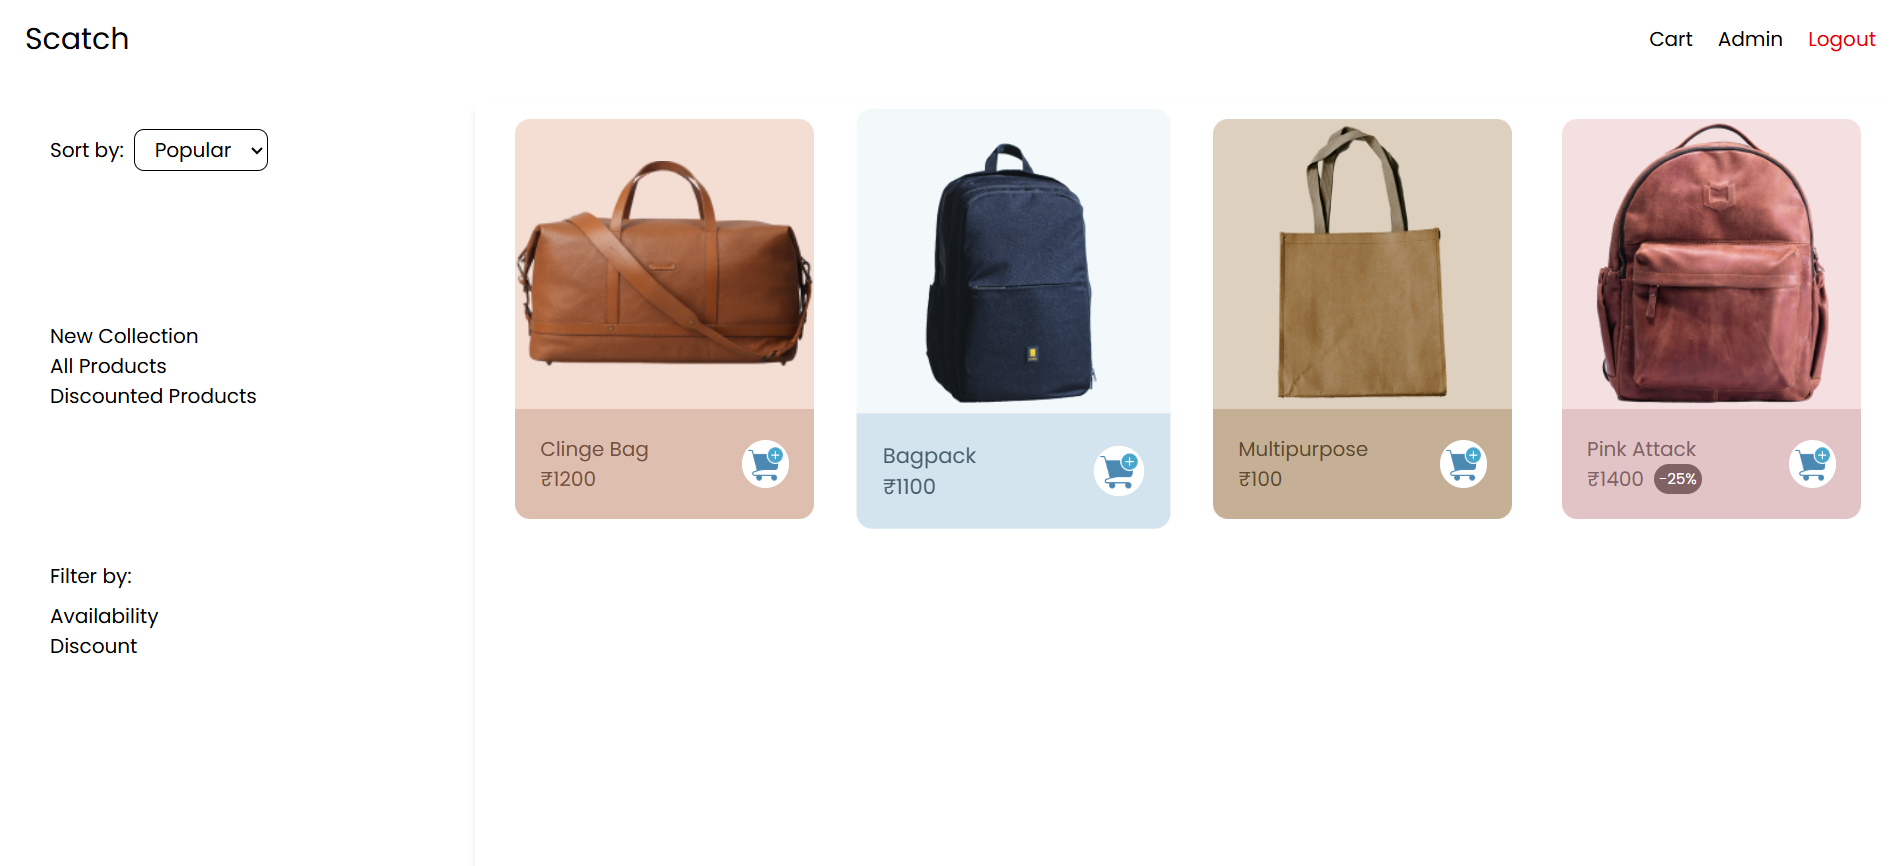 Scatch
Cart Admin Logout
Sort by: Popular
New Collection
All Products
Discounted Products
Filter by:
Availability
Discount
Clinge Bag
₹1200
Bagpack
₹1100
Multipurpose
₹100
Pink Attack
₹1400 -25%